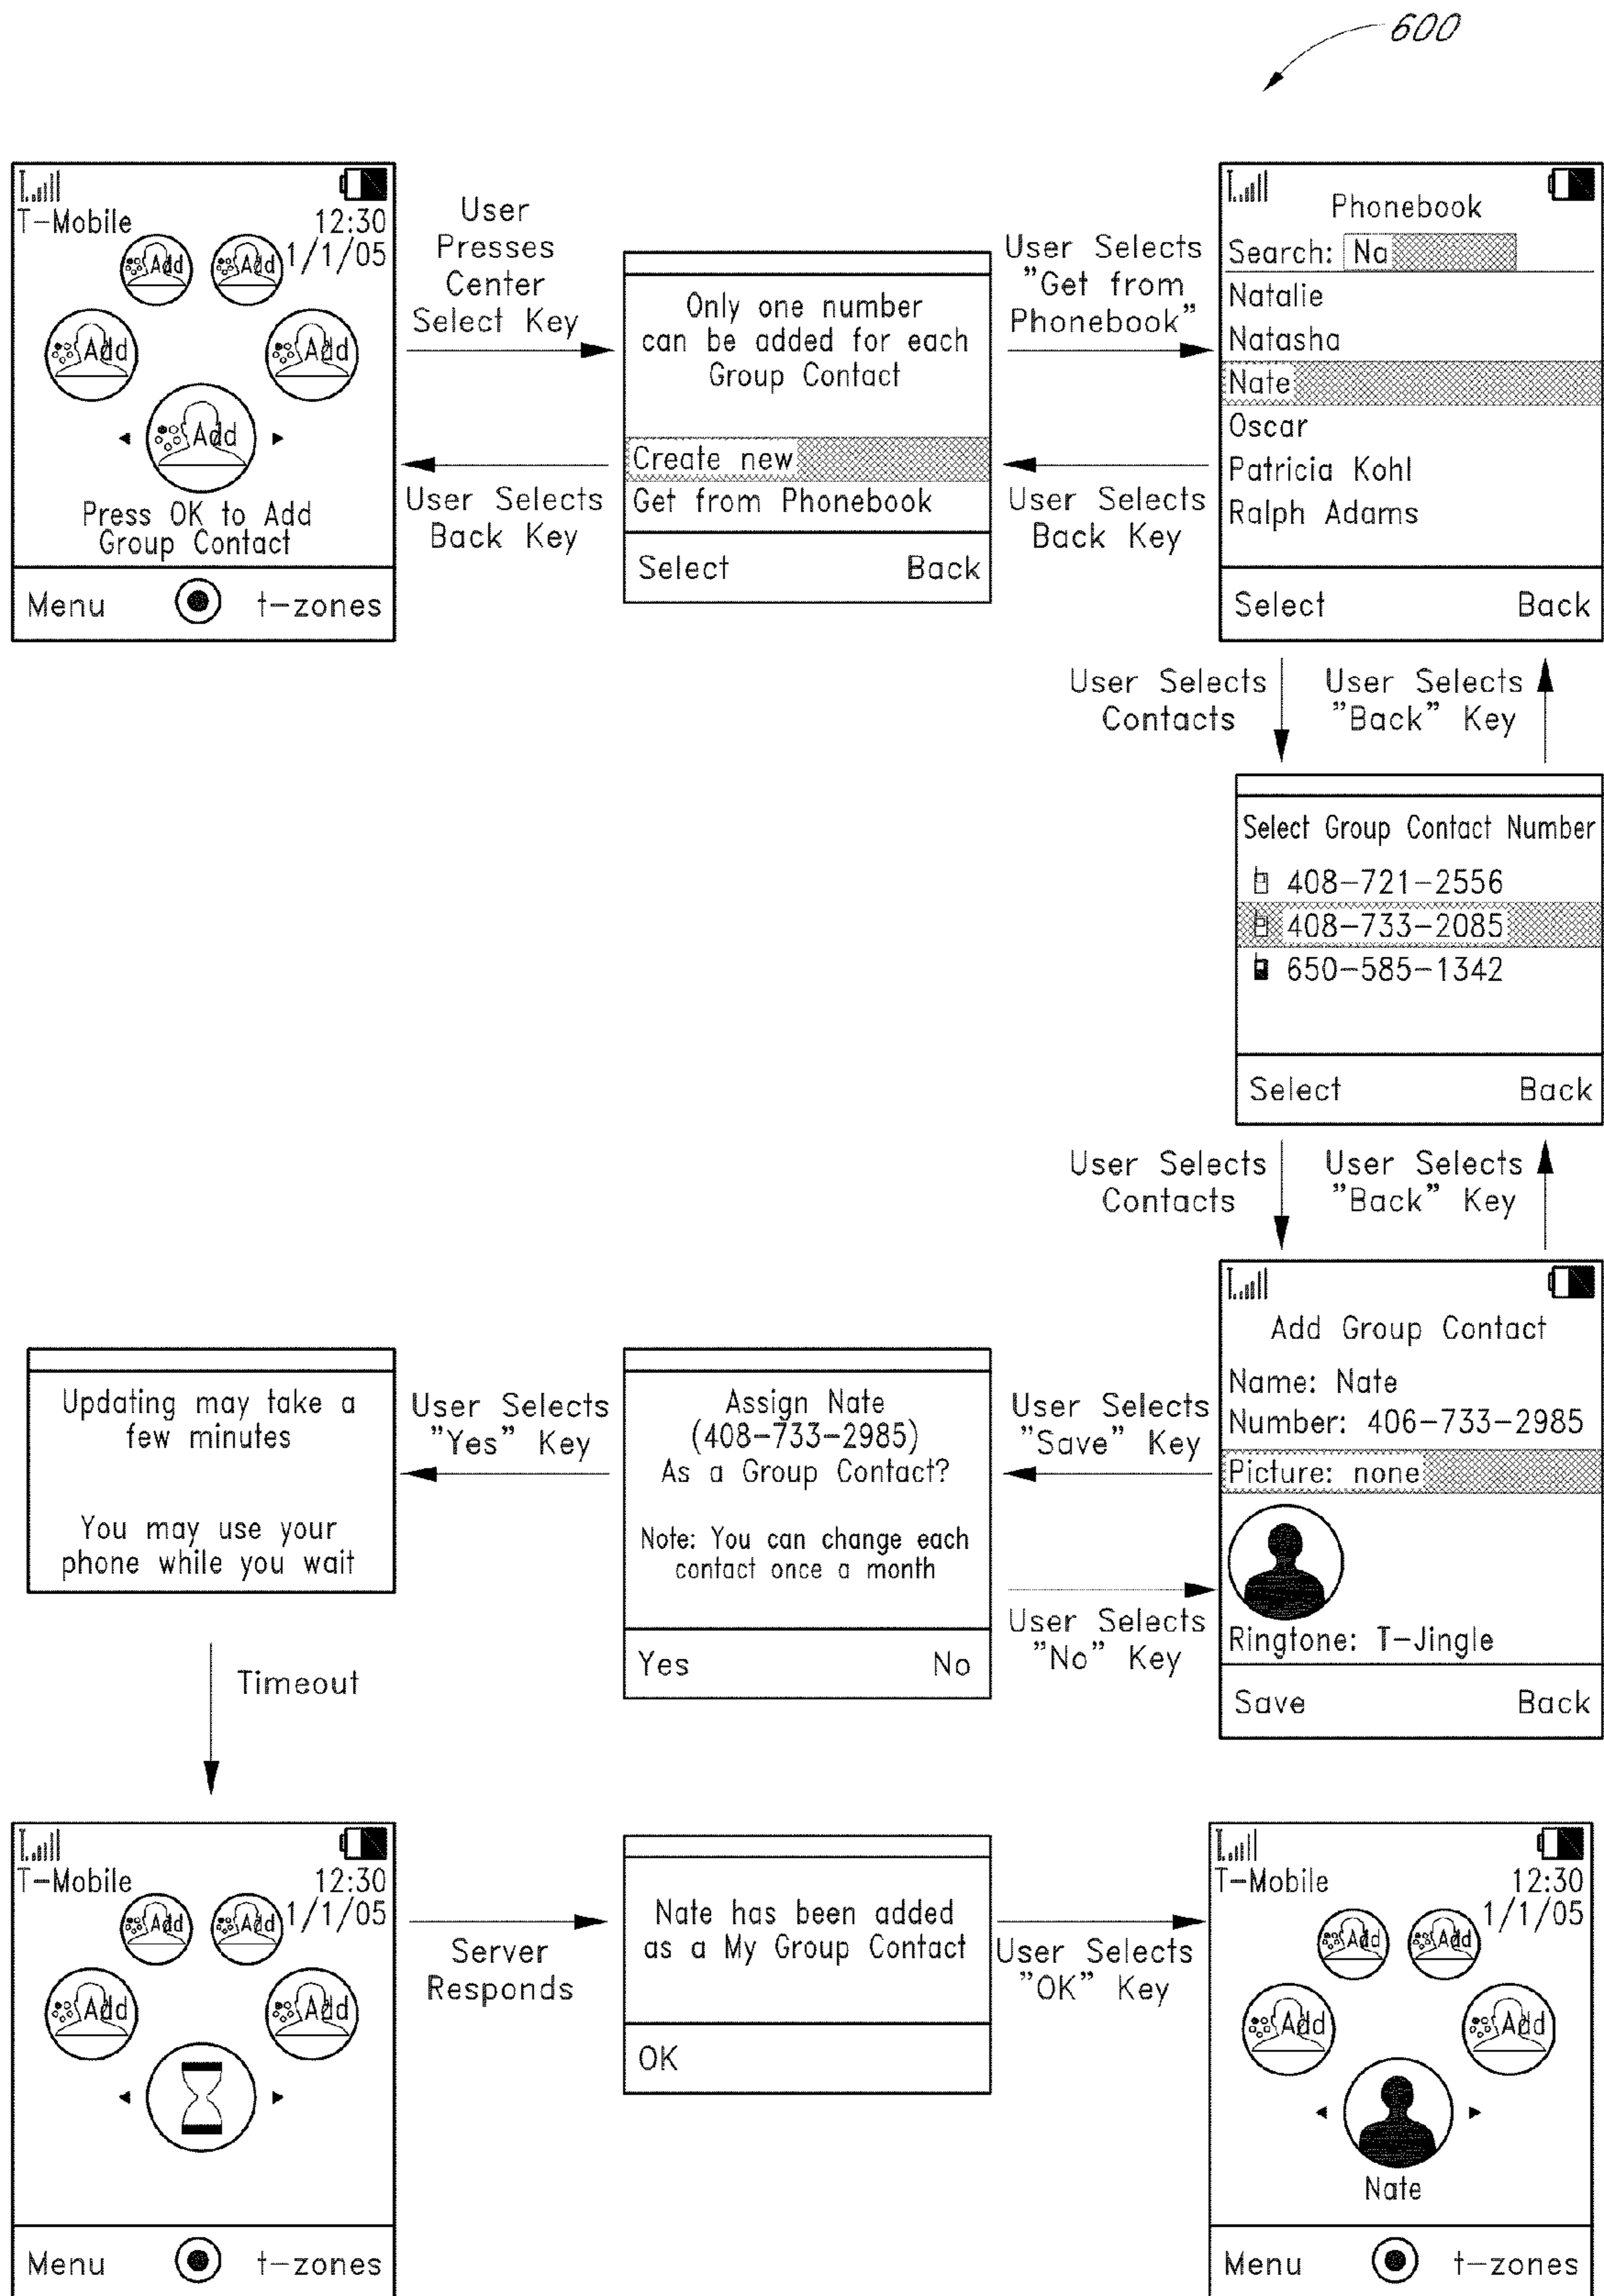 600
T-Mobile
12:30
1/1/05
Add
Add
Add
Add
Add
Press OK to Add
Group Contact
Menu
t-zones
User
Presses
Center
Select Key
User Selects
Back Key
Only one number
can be added for each
Group Contact
Create new
Get from Phonebook
Select
Back
User Selects
"Get from
Phonebook"
User Selects
Back Key
Phonebook
Search: Na
Natalie
Natasha
Nate
Oscar
Patricia Kohl
Ralph Adams
Select
Back
User Selects
Contacts
User Selects
"Back" Key
Select Group Contact Number
408-721-2556
408-733-2085
650-585-1342
Select
Back
User Selects
Contacts
User Selects
"Back" Key
Add Group Contact
Name: Nate
Number: 406-733-2985
Picture: none
Ringtone: T-Jingle
Save
Back
User Selects
"Save" Key
User Selects
"No" Key
Assign Nate
(408-733-2985)
As a Group Contact?
Note: You can change each
contact once a month
Yes
No
User Selects
"Yes" Key
Updating may take a
few minutes
You may use your
phone while you wait
Timeout
T-Mobile
12:30
1/1/05
Add
Add
Add
Add
Menu
t-zones
Server
Responds
Nate has been added
as a My Group Contact
OK
User Selects
"OK" Key
T-Mobile
12:30
1/1/05
Add
Add
Add
Add
Nate
Menu
t-zones